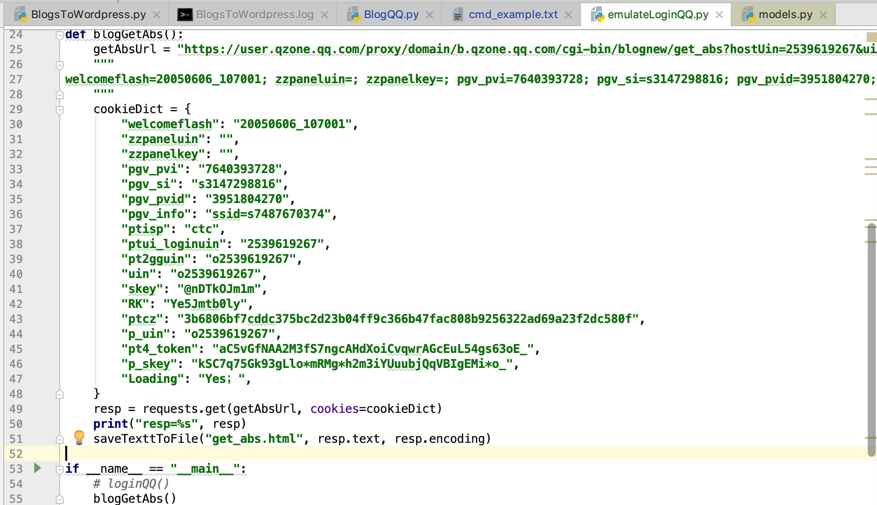 BlogsToWordpress.py BlogsToWordpress.log BlogQQ.py cmd_example.txt emulateLoginQQ.py models.py
24 def blogGetAbs():
25 getAbsUrl = "https://user.qzone.qq.com/proxy/domain/b.qzone.qq.com/cgi-bin/blognew/get_abs?hostUin=2539619267&ui
26 """
27 welcomeflash=20050606_107001; zzpaneluin=; zzpanelkey=; pgv_pvi=7640393728; pgv_si=s3147298816; pgv_pvid=3951804270;
28 """
29 cookieDict = {
30 "welcomeflash": "20050606_107001",
31 "zzpaneluin": "",
32 "zzpanelkey": "",
33 "pgv_pvi": "7640393728",
34 "pgv_si": "s3147298816",
35 "pgv_pvid": "3951804270",
36 "pgv_info": "ssid=s7487670374",
37 "ptisp": "ctc",
38 "ptui_loginuin": "2539619267",
39 "pt2gguin": "o2539619267",
40 "uin": "o2539619267",
41 "skey": "@nDTkOJm1m",
42 "RK": "Ye5Jmtb0ly",
43 "ptcz": "3b6806bf7cddc375bc2d23b04ff9c366b47fac808b9256322ad69a23f2dc580f",
44 "p_uin": "o2539619267",
45 "pt4_token": "aC5vGfNAA2M3fS7ngcAHdXoiCvqwrAGcEuL54gs63oE_",
46 "p_skey": "kSC7q75Gk93gLlo*mRMg*h2m3iYUuubjQqVBIgEMi*o_",
47 "Loading": "Yes；",
48 }
49 resp = requests.get(getAbsUrl, cookies=cookieDict)
50 print("resp=%s", resp)
51 saveTexttToFile("get_abs.html", resp.text, resp.encoding)
52
53 if __name__ == "__main__":
54 # loginQQ()
55 blogGetAbs()